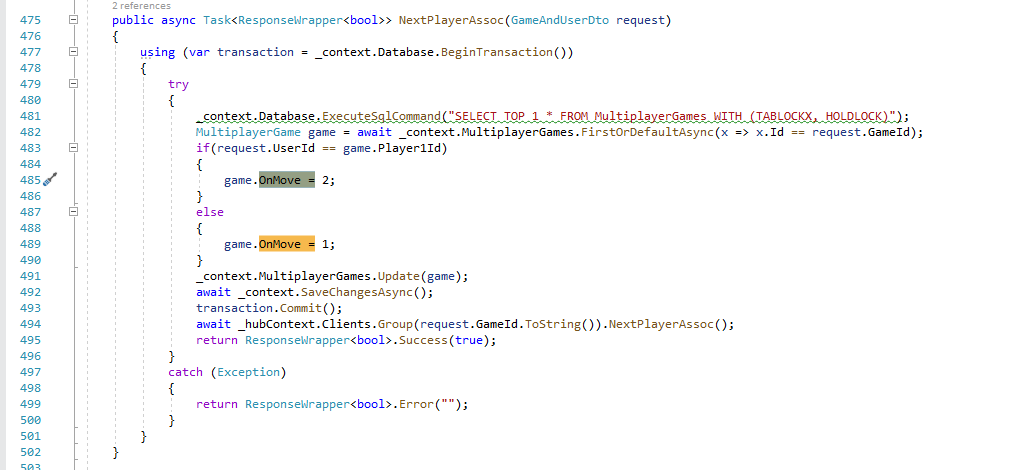 2 references
475 public async Task<ResponseWrapper<bool>> NextPlayerAssoc(GameAndUserDto request)
476 {
477 using (var transaction = _context.Database.BeginTransaction())
478 {
479 try
480 {
481 _context.Database.ExecuteSqlCommand("SELECT TOP 1 * FROM MultiplayerGames WITH (TABLOCKX, HOLDLOCK)");
482 MultiplayerGame game = await _context.MultiplayerGames.FirstOrDefaultAsync(x => x.Id == request.GameId);
483 if(request.UserId == game.Player1Id)
484 {
485 game.OnMove = 2;
486 }
487 else
488 {
489 game.OnMove = 1;
490 }
491 _context.MultiplayerGames.Update(game);
492 await _context.SaveChangesAsync();
493 transaction.Commit();
494 await _hubContext.Clients.Group(request.GameId.ToString()).NextPlayerAssoc();
495 return ResponseWrapper<bool>.Success(true);
496 }
497 catch (Exception)
498 {
499 return ResponseWrapper<bool>.Error("");
500 }
501 }
502 }
503